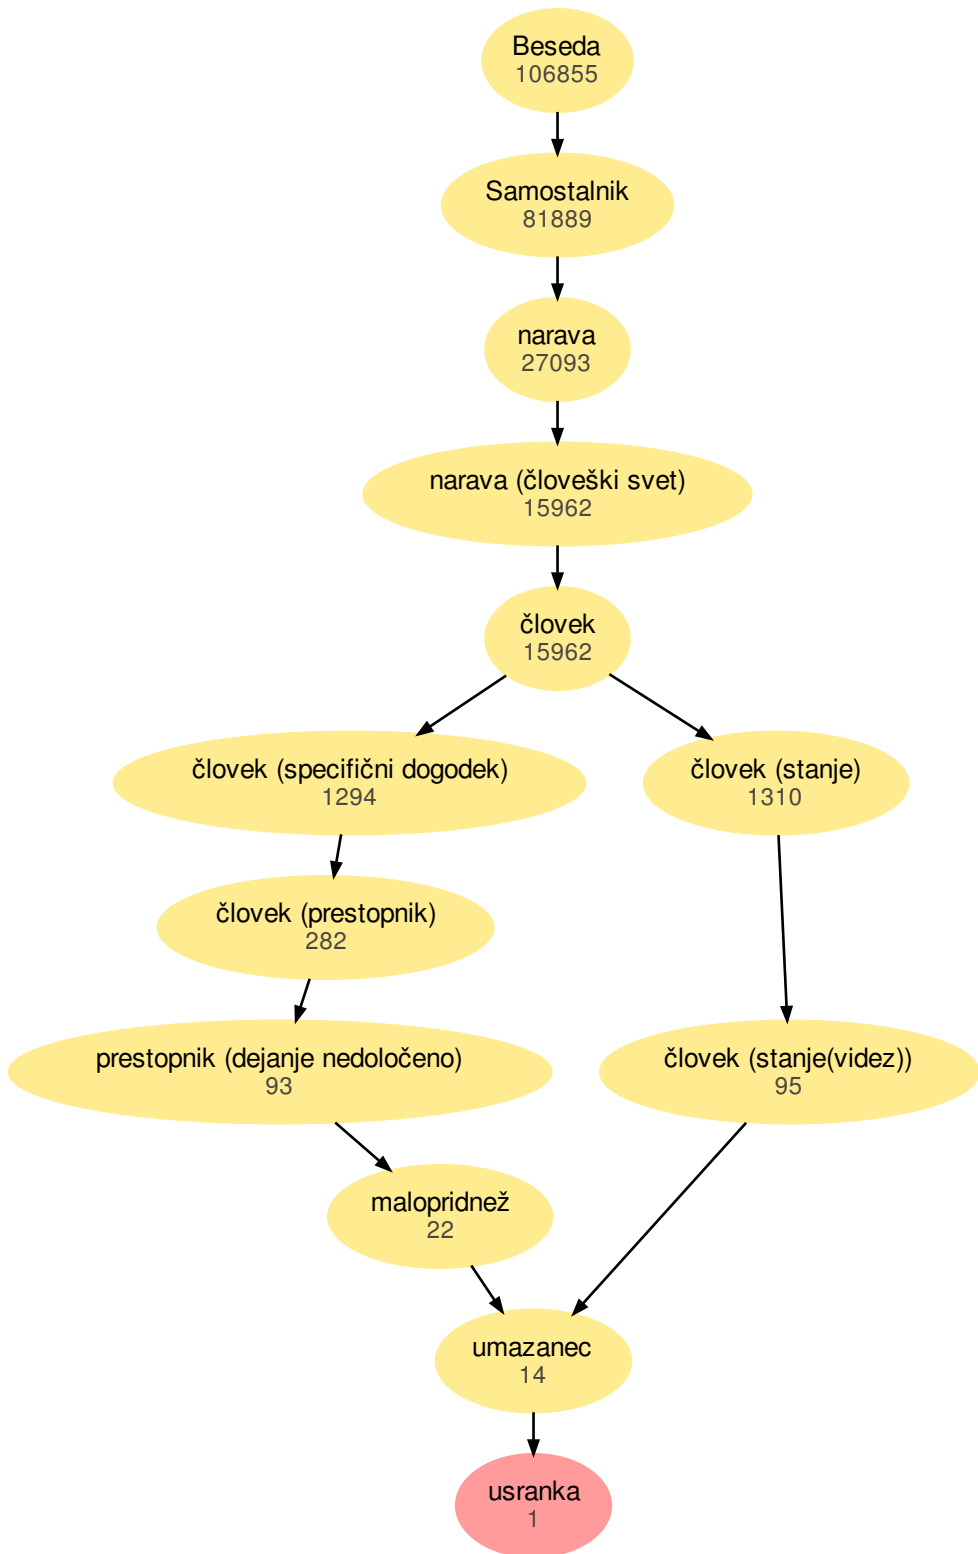 Beseda
106855
Samostalnik
81889
narava
27093
narava (človeški svet)
15962
človek
15962
človek (specifični dogodek)
1294
človek (stanje)
1310
človek (prestopnik)
282
prestopnik (dejanje nedoločeno)
93
človek (stanje(videz))
95
malopridnež
22
umazanec
14
usranka
1